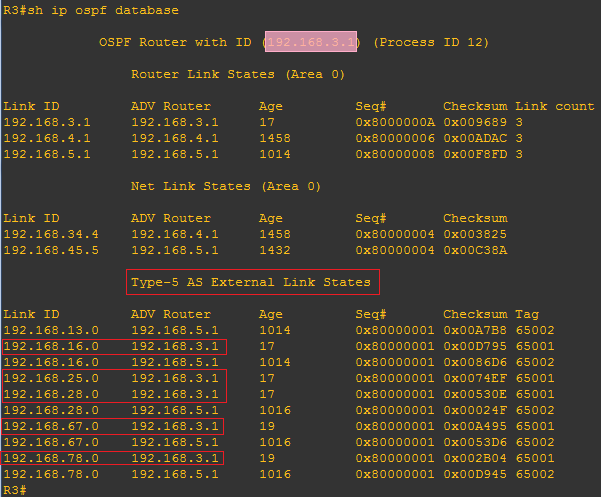 R3#sh ip ospf database
OSPF Router with ID (192.168.3.1) (Process ID 12)
Router Link States (Area 0)
Link ID ADV Router Age Seq# Checksum Link count
192.168.3.1 192.168.3.1 17 0x8000000A 0x009689 3
192.168.4.1 192.168.4.1 1458 0x80000006 0x00ADAC 3
192.168.5.1 192.168.5.1 1014 0x80000008 0x00F8FD 3
Net Link States (Area 0)
Link ID ADV Router Age Seq# Checksum
192.168.34.4 192.168.4.1 1458 0x80000004 0x003825
192.168.45.5 192.168.5.1 1432 0x80000004 0x00C38A
Type-5 AS External Link States
Link ID ADV Router Age Seq# Checksum Tag
192.168.13.0 192.168.5.1 1014 0x80000001 0x00A7B8 65002
192.168.16.0 192.168.3.1 17 0x80000001 0x00D795 65001
192.168.16.0 192.168.5.1 1014 0x80000001 0x0086D6 65002
192.168.25.0 192.168.3.1 17 0x80000001 0x0074EF 65001
192.168.28.0 192.168.3.1 17 0x80000001 0x00530E 65001
192.168.28.0 192.168.5.1 1016 0x80000001 0x00024F 65002
192.168.67.0 192.168.3.1 19 0x80000001 0x00A495 65001
192.168.67.0 192.168.5.1 1016 0x80000001 0x0053D6 65002
192.168.78.0 192.168.3.1 19 0x80000001 0x002B04 65001
192.168.78.0 192.168.5.1 1016 0x80000001 0x00D945 65002
R3#